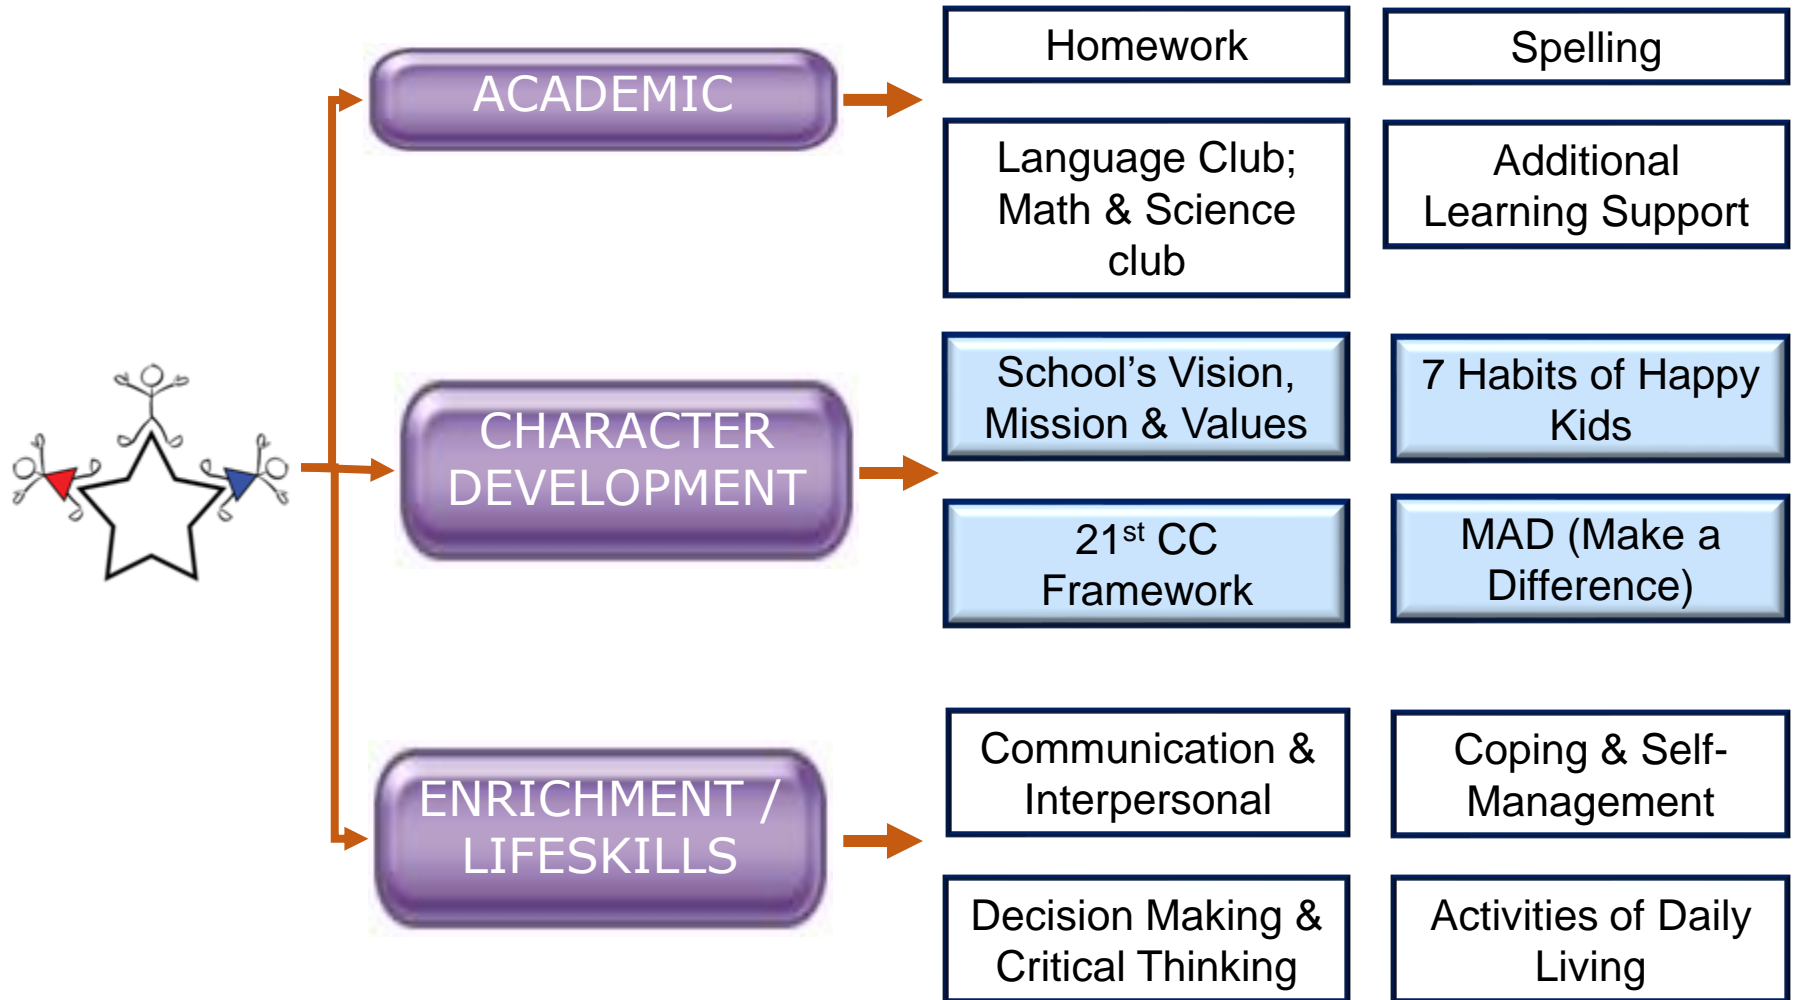 ACADEMIC
Homework
Spelling
Language Club;
Math & Science
club
Additional
Learning Support
CHARACTER
DEVELOPMENT
School’s Vision,
Mission & Values
7 Habits of Happy
Kids
21st CC
Framework
MAD (Make a
Difference)
ENRICHMENT /
LIFESKILLS
Communication &
Interpersonal
Coping & Self-
Management
Decision Making &
Critical Thinking
Activities of Daily
Living